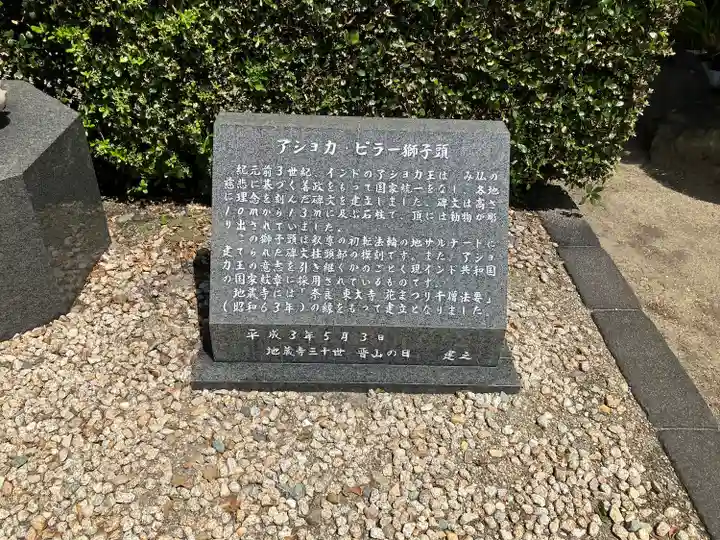 アショカ・ピラー獅子頭
紀元前3世紀、インドのアショカ王は、み仏の
慈悲に基づく善政をもって国家統一をなし、各地
に理念を刻んだ碑文を建立しました。碑文は高さ
10mから13mに及ぶ石柱で、頂には動物が彫
り出されていました。
この獅子頭は釈尊の初転法輪の地サルナートに
建てられた碑文柱頭部の模刻です。また、アショ
カ王の意志を引き継ぐかのごとく現インド共和国
の国家紋章に採用されているものです。
地蔵寺には「奈良 東大寺 花まつり千僧法要」
(昭和63年)の縁をもって建立となりました。
平成3年5月3日
地蔵寺三十世 晋山の日 建之